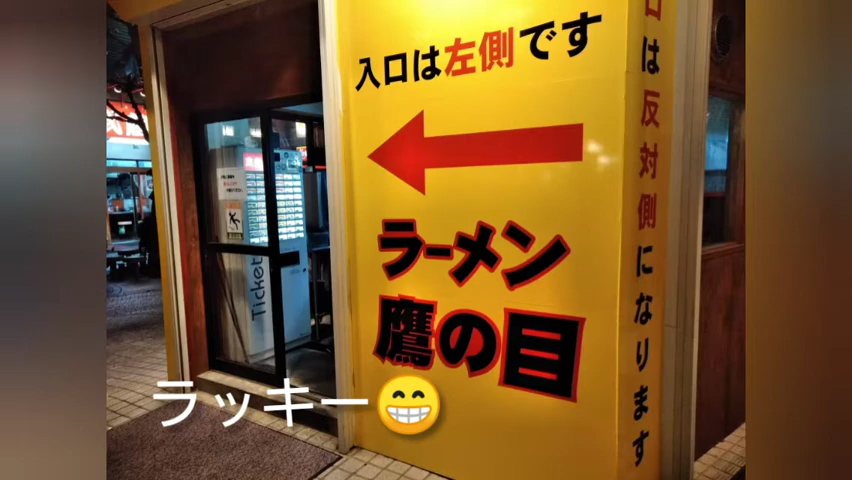 入口は左側です
ラーメン
鷹の目
口は反対側になります
Ticket
ラッキー😁